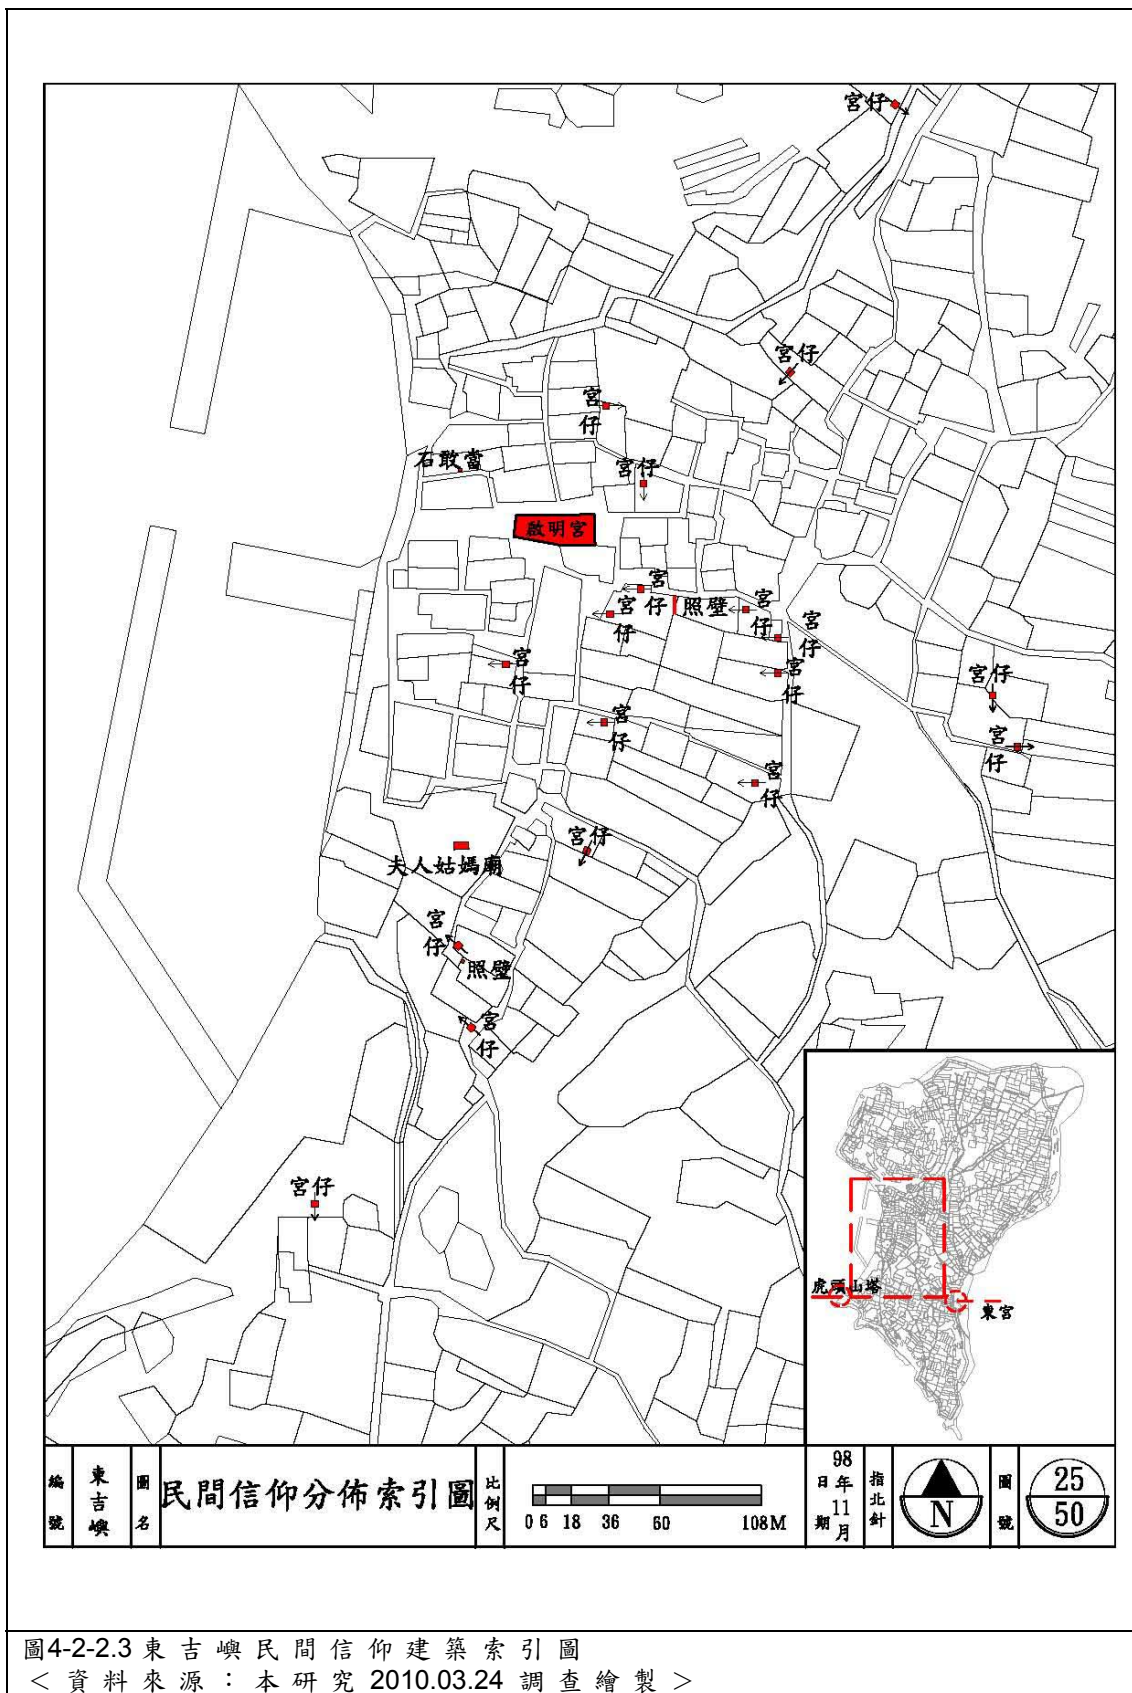 宮仔
宮仔
宮仔
石敢當
宮仔
啟明宮
宮仔
宮仔
照壁
宮仔
宮仔
宮仔
宮仔
宮仔
宮仔
宮仔
宮仔
宮仔
夫人姑媽廟
宮仔
照壁
宮仔
宮仔
虎頭山塔
東宮
編號
東吉嶼
圖名
民間信仰分佈索引圖
比例尺
0 6 18 36 60 108M
日期
98年11月
指北針
N
圖號
25
50
圖4-2-2.3 東吉嶼民間信仰建築索引圖
<資料來源：本研究 2010.03.24 調查繪製>